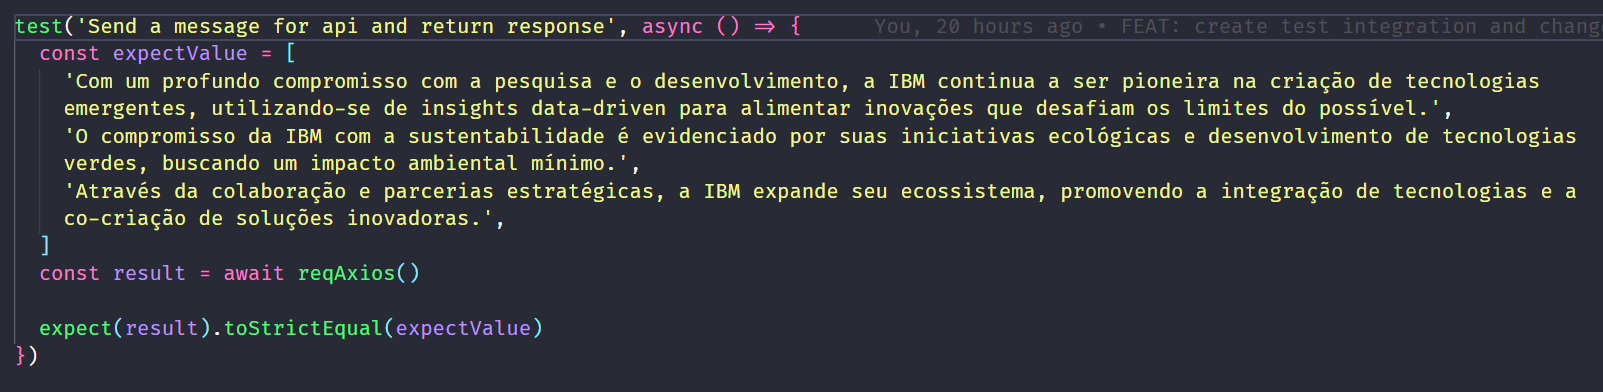 test('Send a message for api and return response', async () => { You, 20 hours ago • FEAT: create test integration and chang
const expectValue = [
'Com um profundo compromisso com a pesquisa e o desenvolvimento, a IBM continua a ser pioneira na criação de tecnologias
emergentes, utilizando-se de insights data-driven para alimentar inovações que desafiam os limites do possível.',
'O compromisso da IBM com a sustentabilidade é evidenciado por suas iniciativas ecológicas e desenvolvimento de tecnologias
verdes, buscando um impacto ambiental mínimo.',
'Através da colaboração e parcerias estratégicas, a IBM expande seu ecossistema, promovendo a integração de tecnologias e a
co-criação de soluções inovadoras.',
]
const result = await reqAxios()
expect(result).toStrictEqual(expectValue)
})